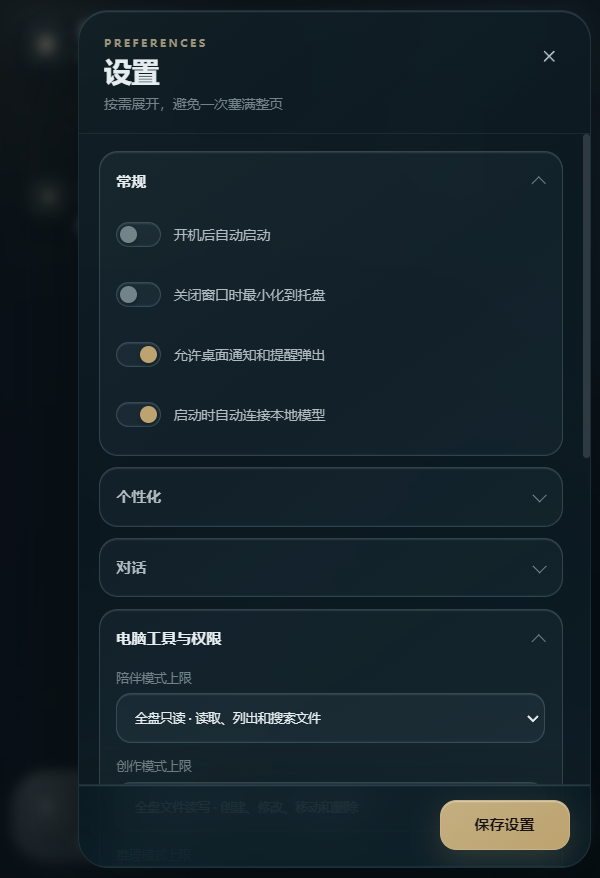 PREFERENCES
设置
按需展开，避免一次塞满整页
常规
开机后自动启动
关闭窗口时最小化到托盘
允许桌面通知和提醒弹出
启动时自动连接本地模型
个性化
对话
电脑工具与权限
陪伴模式上限
全盘只读 · 读取、列出和搜索文件
创作模式上限
全盘文件读写 · 创建、修改、移动和删除
保存设置